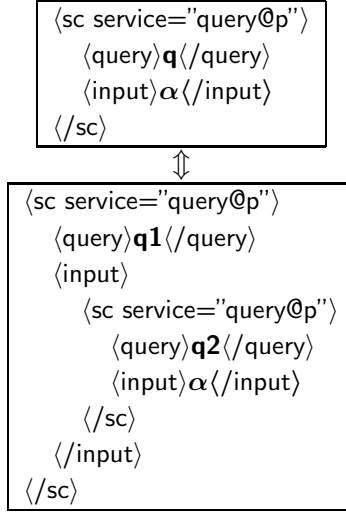 ⟨sc service="query@p"⟩
⟨query⟩q⟨/query⟩
⟨input⟩α⟨/input⟩
⟨/sc⟩
⇕
⟨sc service="query@p"⟩
⟨query⟩q1⟨/query⟩
⟨input⟩
⟨sc service="query@p"⟩
⟨query⟩q2⟨/query⟩
⟨input⟩α⟨/input⟩
⟨/sc⟩
⟨/input⟩
⟨/sc⟩